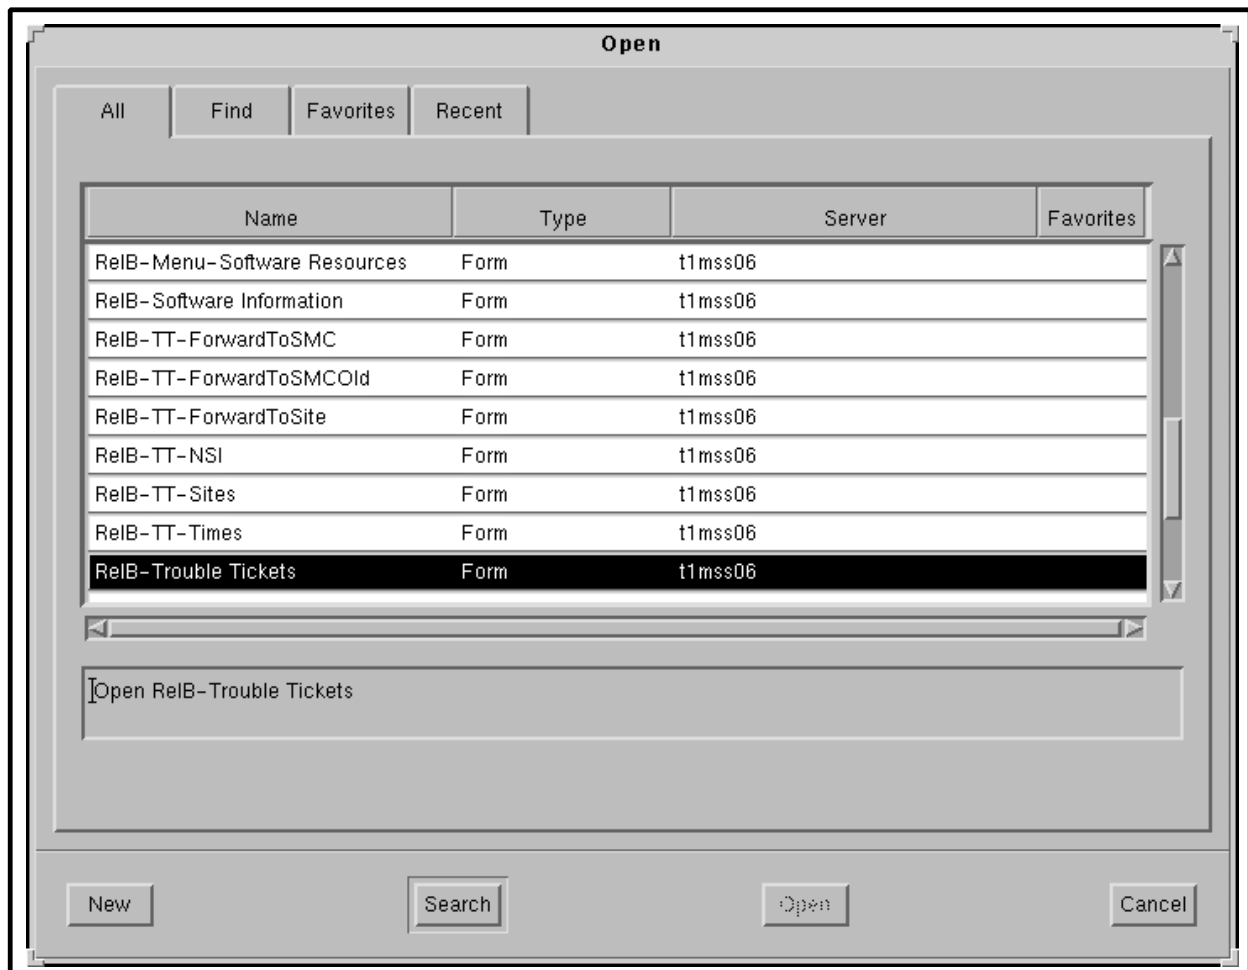 Open
All Find Favorites Recent
Name Type Server Favorites
RelB-Menu-Software Resources Form t1mss06
RelB-Software Information Form t1mss06
RelB-TT-ForwardToSMC Form t1mss06
RelB-TT-ForwardToSMCOld Form t1mss06
RelB-TT-ForwardToSite Form t1mss06
RelB-TT-NSI Form t1mss06
RelB-TT-Sites Form t1mss06
RelB-TT-Times Form t1mss06
RelB-Trouble Tickets Form t1mss06
Open RelB-Trouble Tickets
New Search Open Cancel